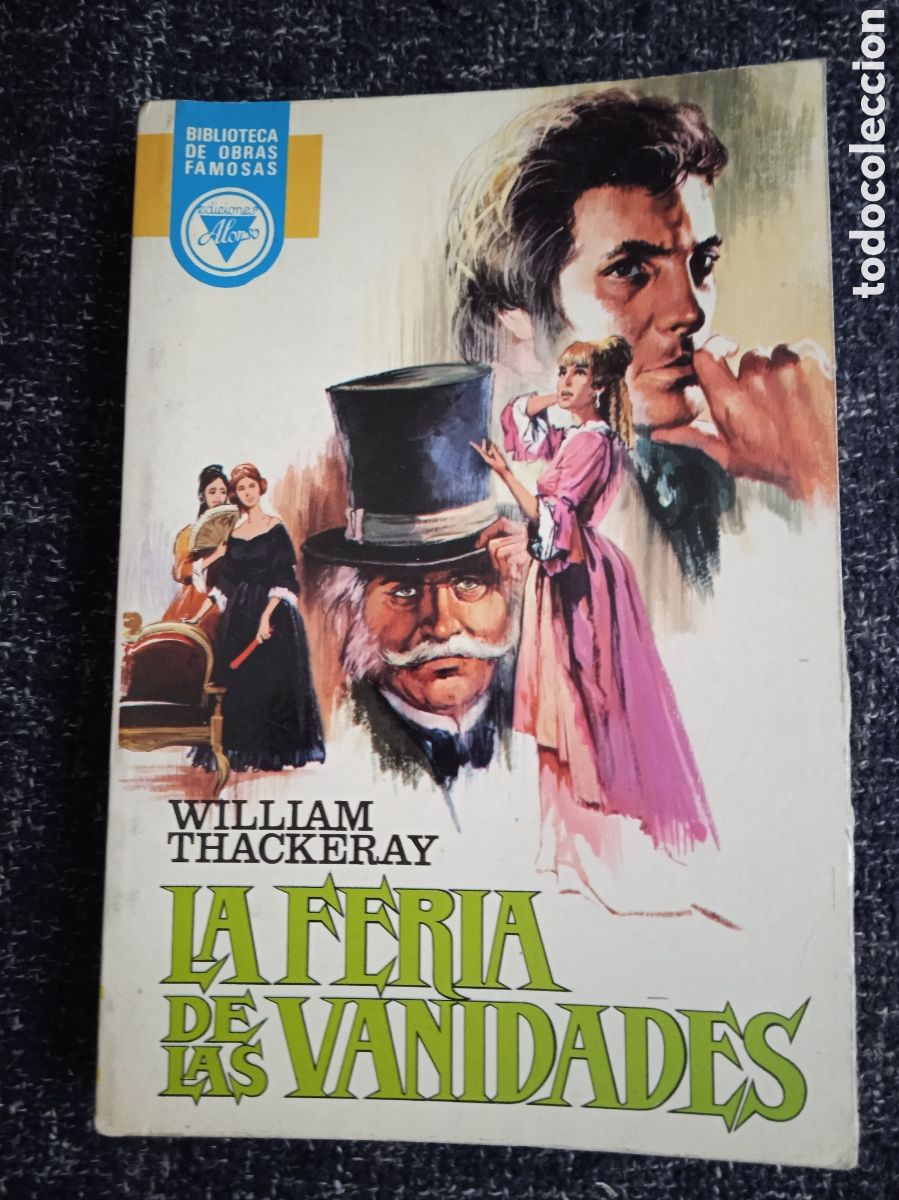 BIBLIOTECA
DE OBRAS
FAMOSAS
ediciones
Alonso
WILLIAM
THACKERAY
LA FERIA
DE LAS VANIDADES
todocoleccion